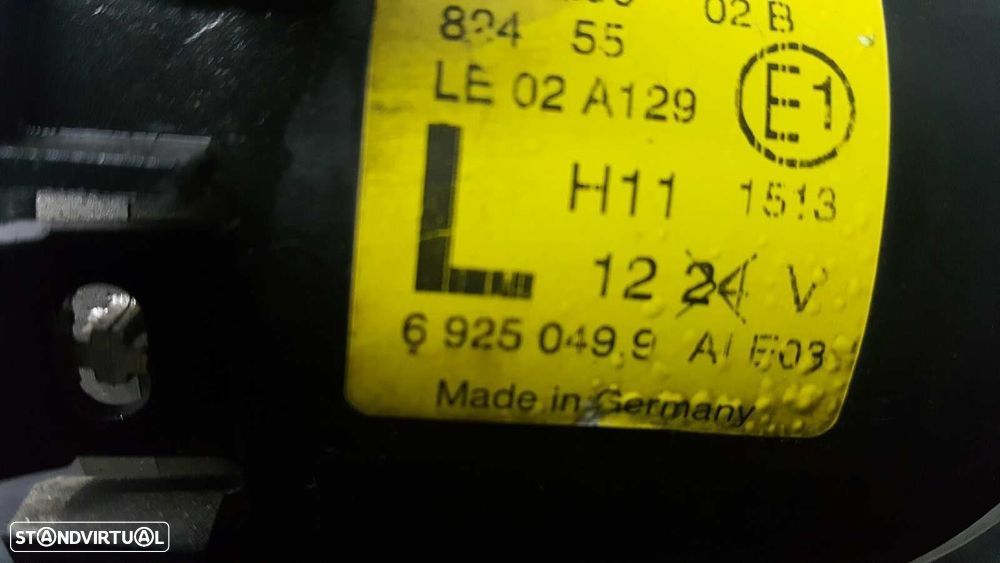 02 B
824 55
LE 02 A129
E1
L
H11 1513
12 24 V
6 925 049.9
Made in Germany
STANDVIRTUAL